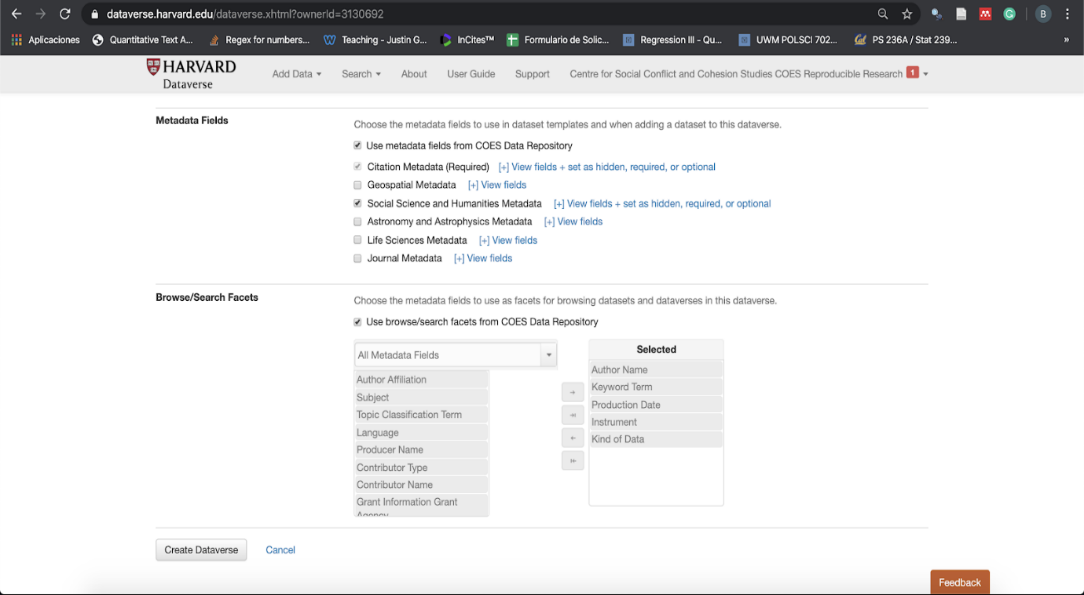 dataverse.harvard.edu/dataverse.xhtml?ownerId=3130692
B
Aplicaciones Quantitative Text A... Regex for numbers... Teaching - Justin G... InCites™ Formulario de Solic... Regression III - Qu... UWM POLSCI 702... PS 236A / Stat 239... »
HARVARD
Dataverse
Add Data Search About User Guide Support Centre for Social Conflict and Cohesion Studies COES Reproducible Research 1
Metadata Fields
Choose the metadata fields to use in dataset templates and when adding a dataset to this dataverse.
Use metadata fields from COES Data Repository
Citation Metadata (Required) [+] View fields + set as hidden, required, or optional
Geospatial Metadata [+] View fields
Social Science and Humanities Metadata [+] View fields + set as hidden, required, or optional
Astronomy and Astrophysics Metadata [+] View fields
Life Sciences Metadata [+] View fields
Journal Metadata [+] View fields
Browse/Search Facets
Choose the metadata fields to use as facets for browsing datasets and dataverses in this dataverse.
Use browse/search facets from COES Data Repository
All Metadata Fields
Author Affiliation
Subject
Topic Classification Term
Language
Producer Name
Contributor Type
Contributor Name
Grant Information Grant
Agency
Selected
Author Name
Keyword Term
Production Date
Instrument
Kind of Data
Create Dataverse Cancel
Feedback